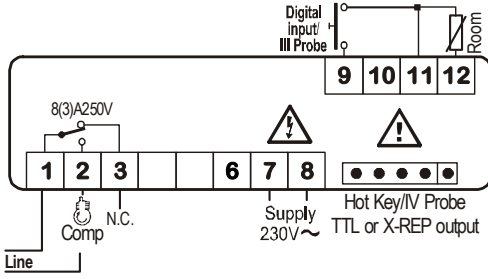 Digital
input/
III Probe
Room
9 10 11 12
8(3)A250V
1 2 3 6 7 8
Comp
N.C.
Supply
230V~
Hot Key/IV Probe
TTL or X-REP output
Line